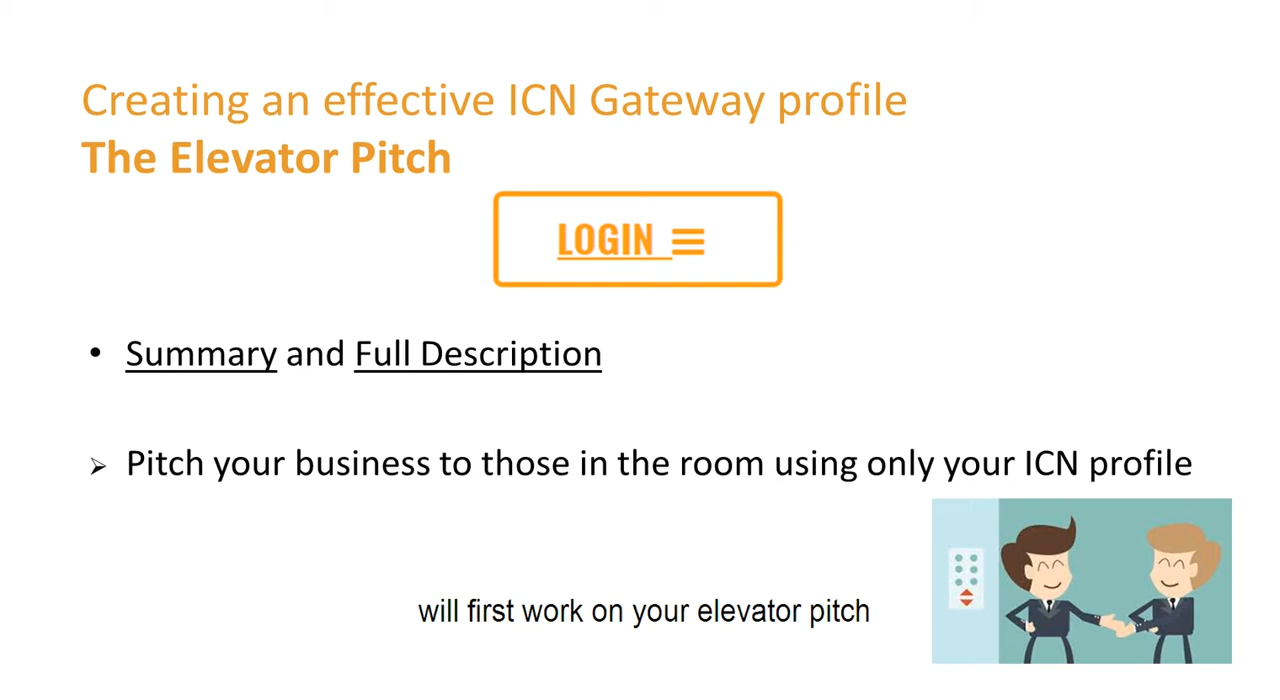 Creating an effective ICN Gateway profile
The Elevator Pitch
LOGIN
• Summary and Full Description
➢ Pitch your business to those in the room using only your ICN profile
will first work on your elevator pitch